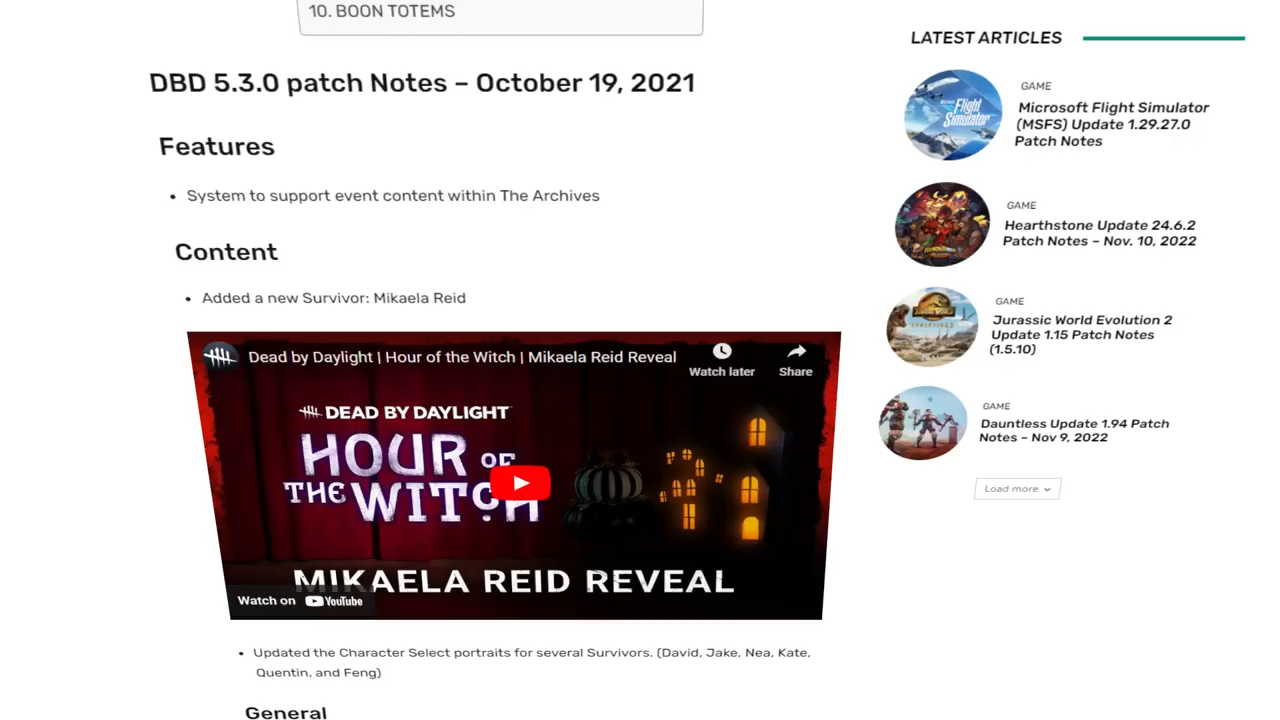 10. BOON TOTEMS
DBD 5.3.0 patch Notes – October 19, 2021
Features
• System to support event content within The Archives
Content
• Added a new Survivor: Mikaela Reid
Dead by Daylight | Hour of the Witch | Mikaela Reid Reveal
Watch later
Share
DEAD BY DAYLIGHT
HOUR OF
THE WITCH
MIKAELA REID REVEAL
Watch on YouTube
• Updated the Character Select portraits for several Survivors. (David, Jake, Nea, Kate,
Quentin, and Feng)
General
LATEST ARTICLES
GAME
Microsoft Flight Simulator
(MSFS) Update 1.29.27.0
Patch Notes
Flight
Simulator
GAME
Hearthstone Update 24.6.2
Patch Notes – Nov. 10, 2022
GAME
Jurassic World Evolution 2
Update 1.15 Patch Notes
(1.5.10)
GAME
Dauntless Update 1.94 Patch
Notes – Nov 9, 2022
Load more